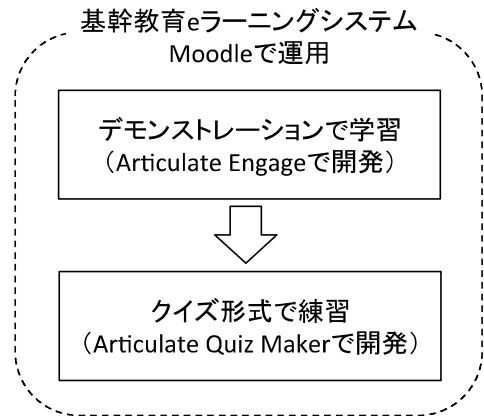 基幹教育eラーニングシステム
Moodleで運用
デモンストレーションで学習
（Articulate Engageで開発）
クイズ形式で練習
（Articulate Quiz Makerで開発）